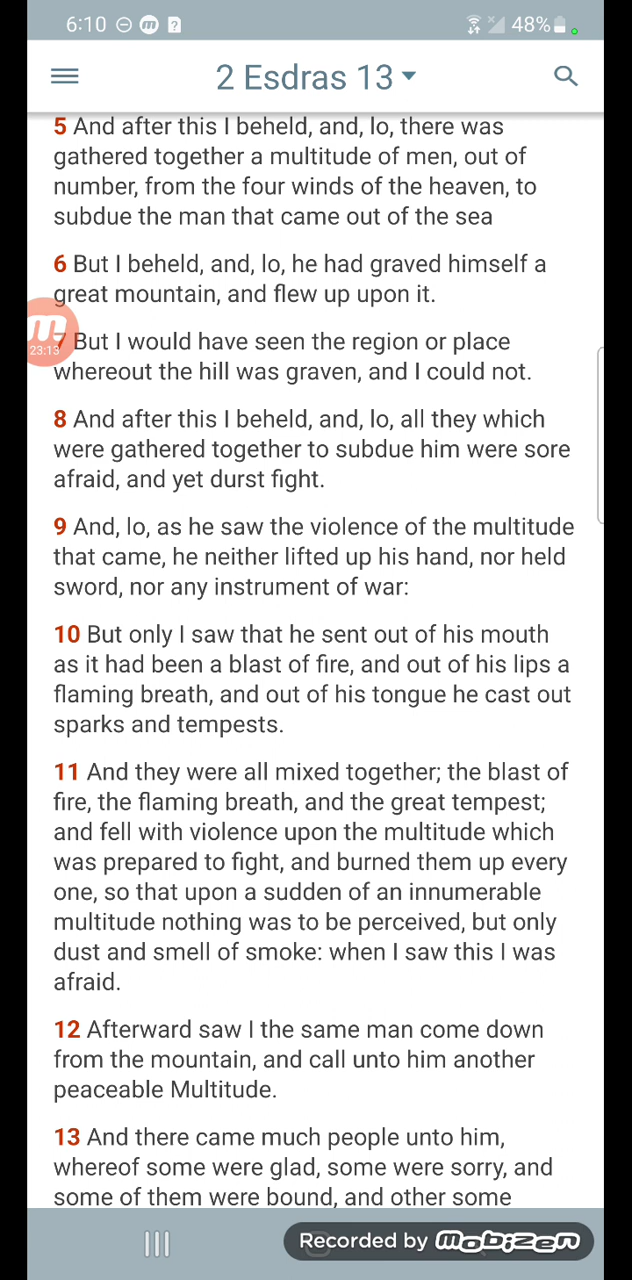 6:10 m ? 48%
2 Esdras 13
5 And after this I beheld, and, lo, there was
gathered together a multitude of men, out of
number, from the four winds of the heaven, to
subdue the man that came out of the sea
6 But I beheld, and, lo, he had graved himself a
great mountain, and flew up upon it.
m
23:13
7 But I would have seen the region or place
whereout the hill was graven, and I could not.
8 And after this I beheld, and, lo, all they which
were gathered together to subdue him were sore
afraid, and yet durst fight.
9 And, lo, as he saw the violence of the multitude
that came, he neither lifted up his hand, nor held
sword, nor any instrument of war:
10 But only I saw that he sent out of his mouth
as it had been a blast of fire, and out of his lips a
flaming breath, and out of his tongue he cast out
sparks and tempests.
11 And they were all mixed together; the blast of
fire, the flaming breath, and the great tempest;
and fell with violence upon the multitude which
was prepared to fight, and burned them up every
one, so that upon a sudden of an innumerable
multitude nothing was to be perceived, but only
dust and smell of smoke: when I saw this I was
afraid.
12 Afterward saw I the same man come down
from the mountain, and call unto him another
peaceable Multitude.
13 And there came much people unto him,
whereof some were glad, some were sorry, and
some of them were bound, and other some
Recorded by mobizen